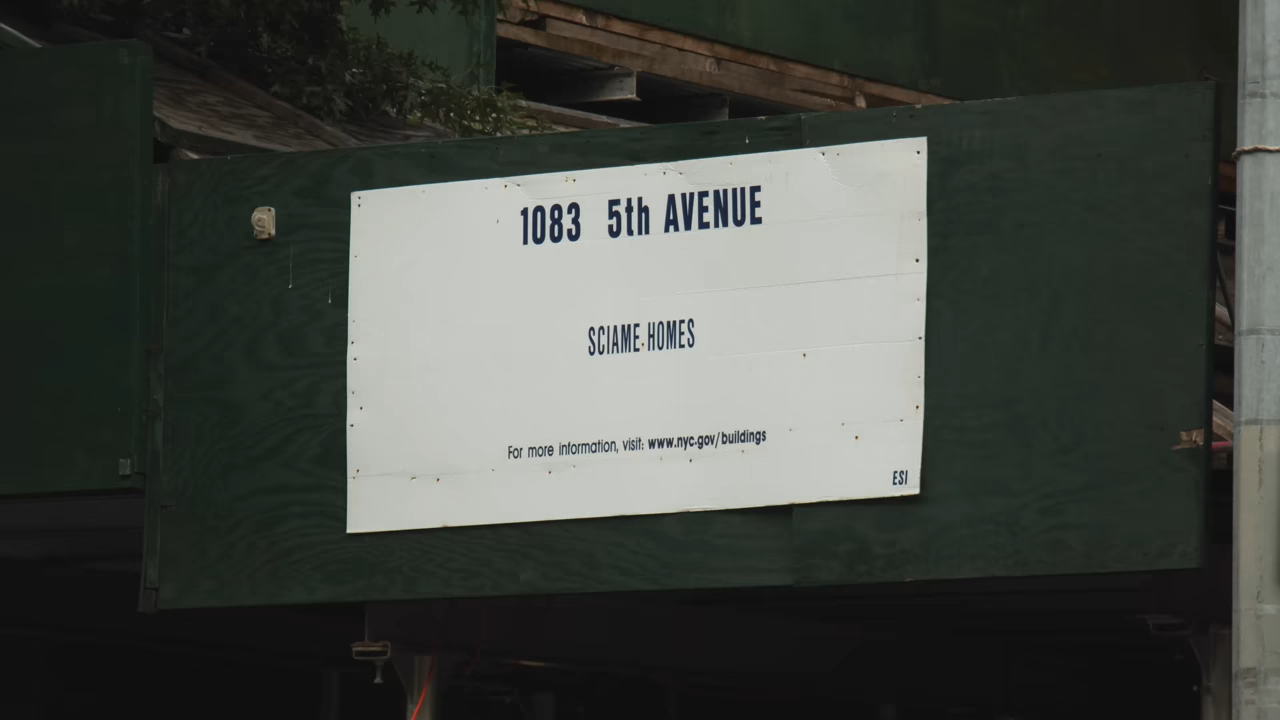 1083 5th AVENUE
SCIAME HOMES
For more information, visit: www.nyc.gov/buildings
ESI